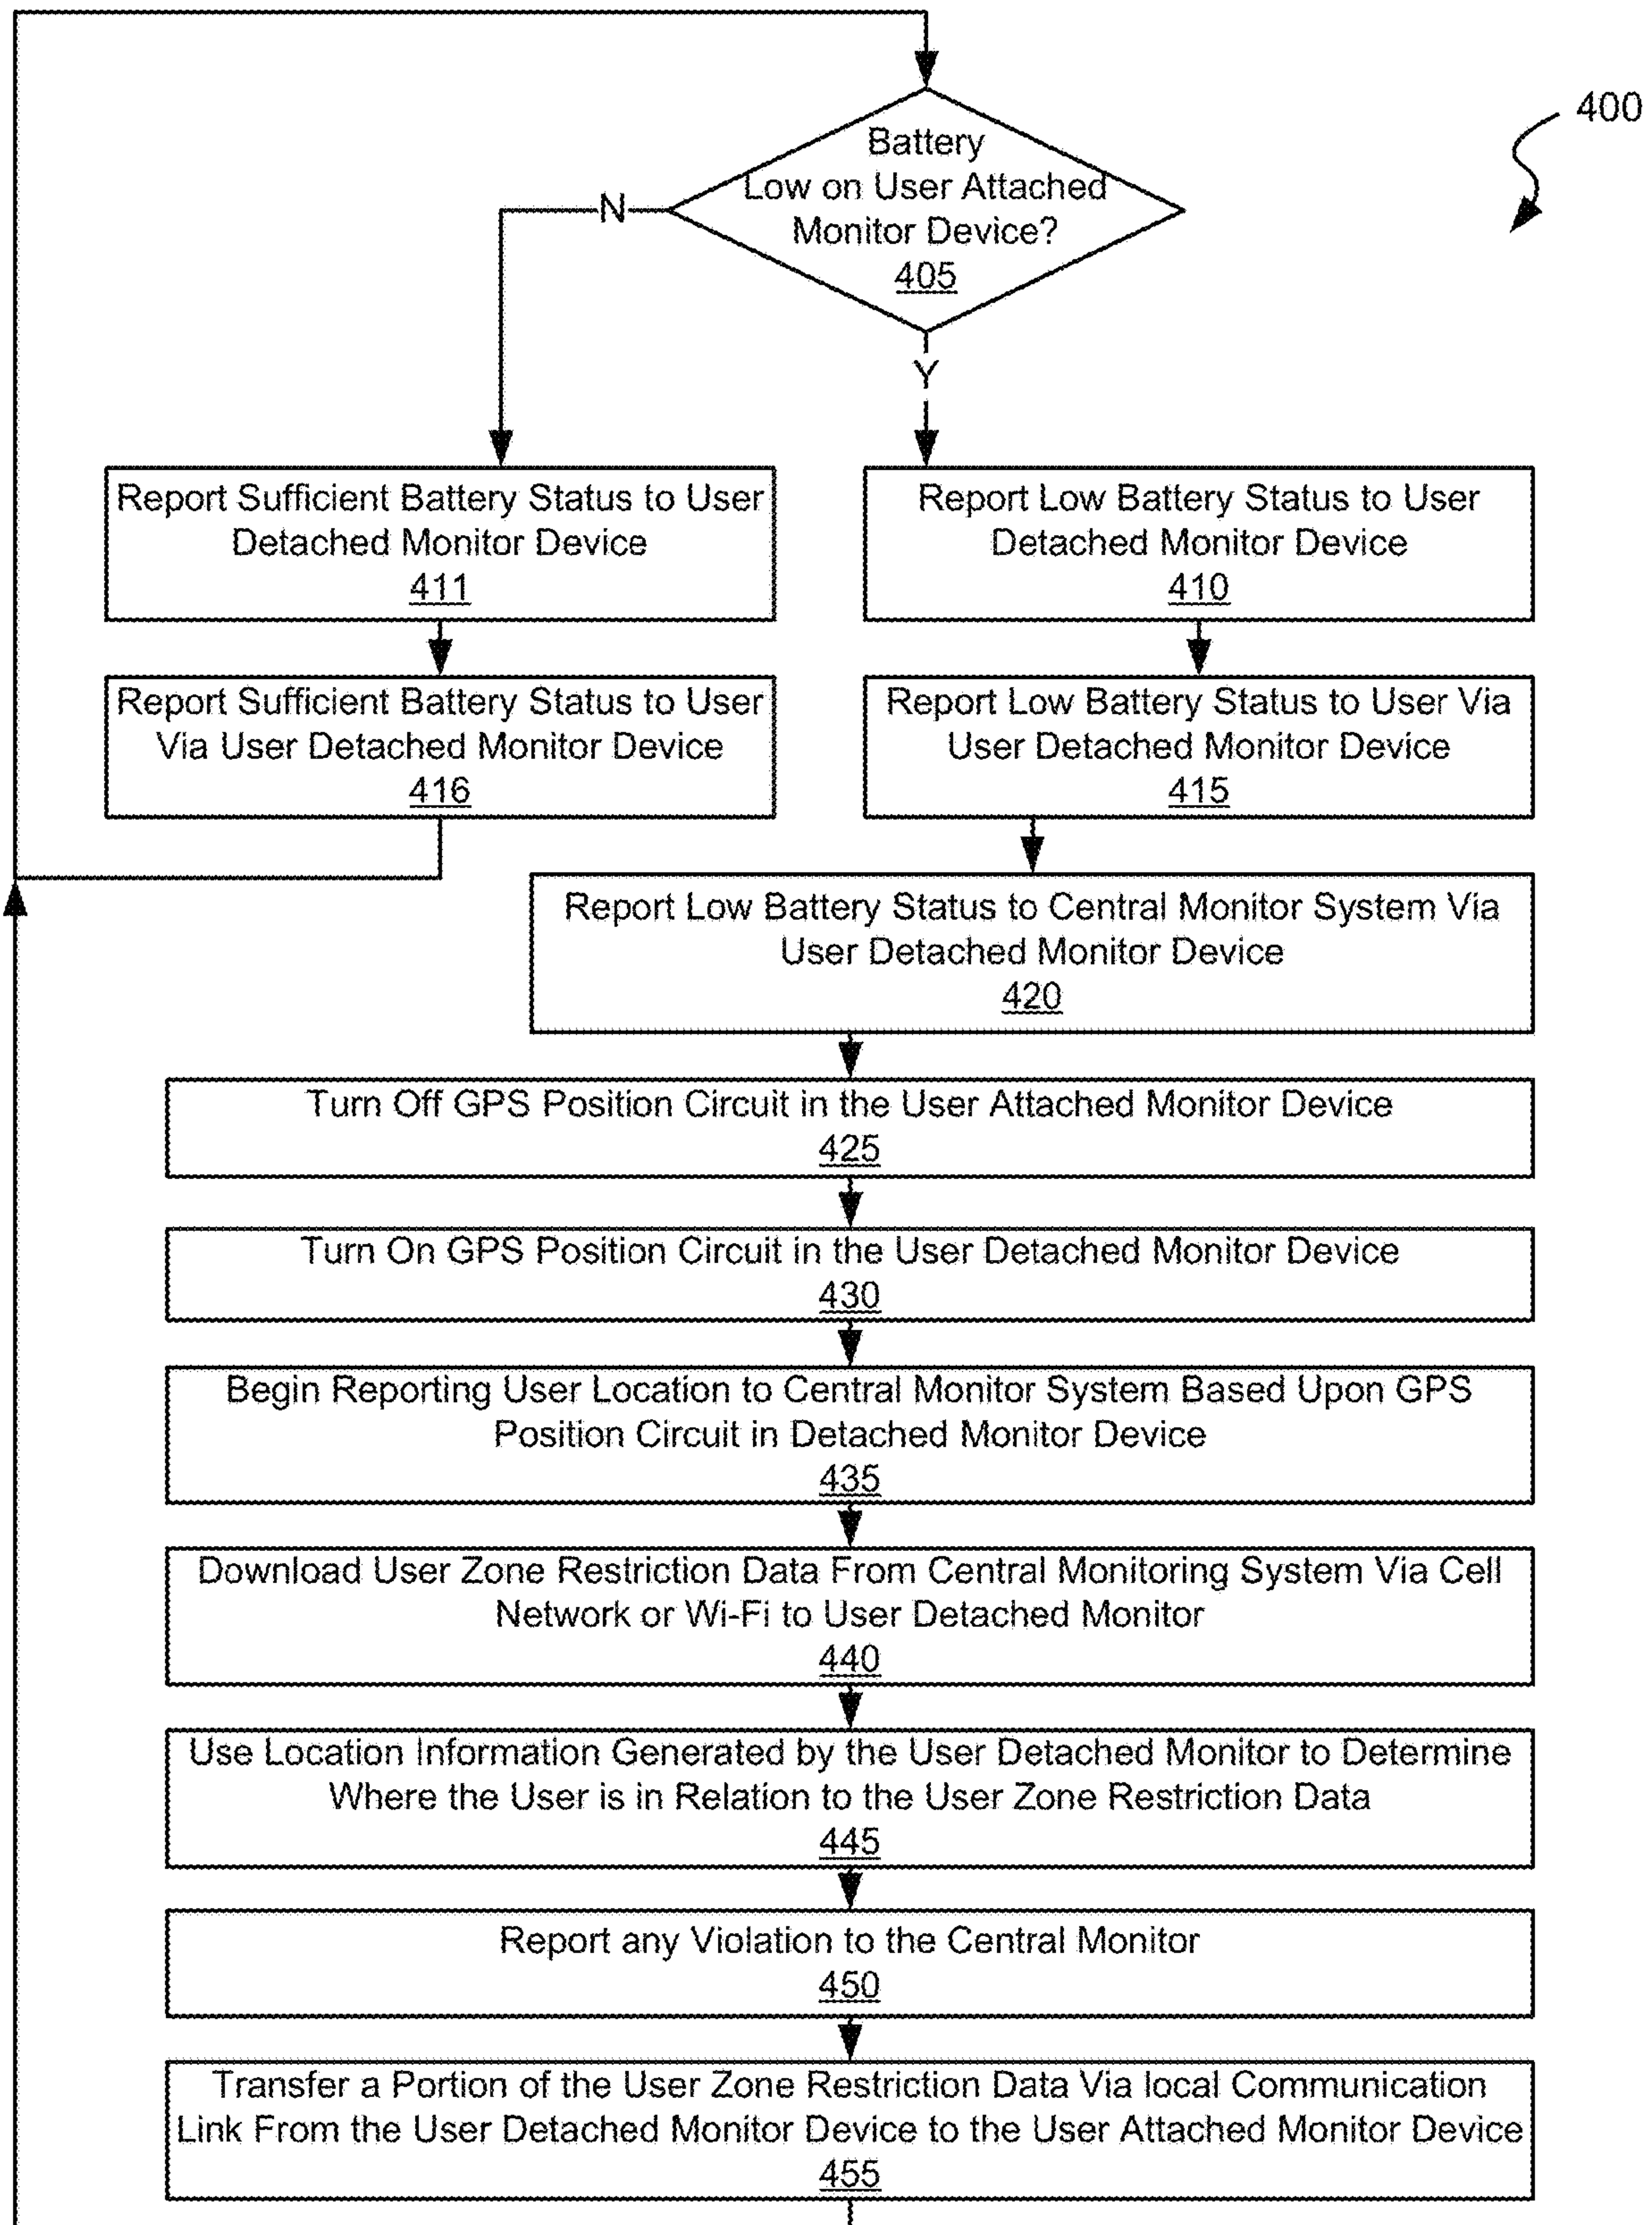 400
Battery
Low on User Attached
Monitor Device?
405
N
Y
Report Sufficient Battery Status to User
Detached Monitor Device
411
Report Low Battery Status to User
Detached Monitor Device
410
Report Sufficient Battery Status to User
Via User Detached Monitor Device
416
Report Low Battery Status to User Via
User Detached Monitor Device
415
Report Low Battery Status to Central Monitor System Via
User Detached Monitor Device
420
Turn Off GPS Position Circuit in the User Attached Monitor Device
425
Turn On GPS Position Circuit in the User Detached Monitor Device
430
Begin Reporting User Location to Central Monitor System Based Upon GPS
Position Circuit in Detached Monitor Device
435
Download User Zone Restriction Data From Central Monitoring System Via Cell
Network or Wi-Fi to User Detached Monitor
440
Use Location Information Generated by the User Detached Monitor to Determine
Where the User is in Relation to the User Zone Restriction Data
445
Report any Violation to the Central Monitor
450
Transfer a Portion of the User Zone Restriction Data Via local Communication
Link From the User Detached Monitor Device to the User Attached Monitor Device
455